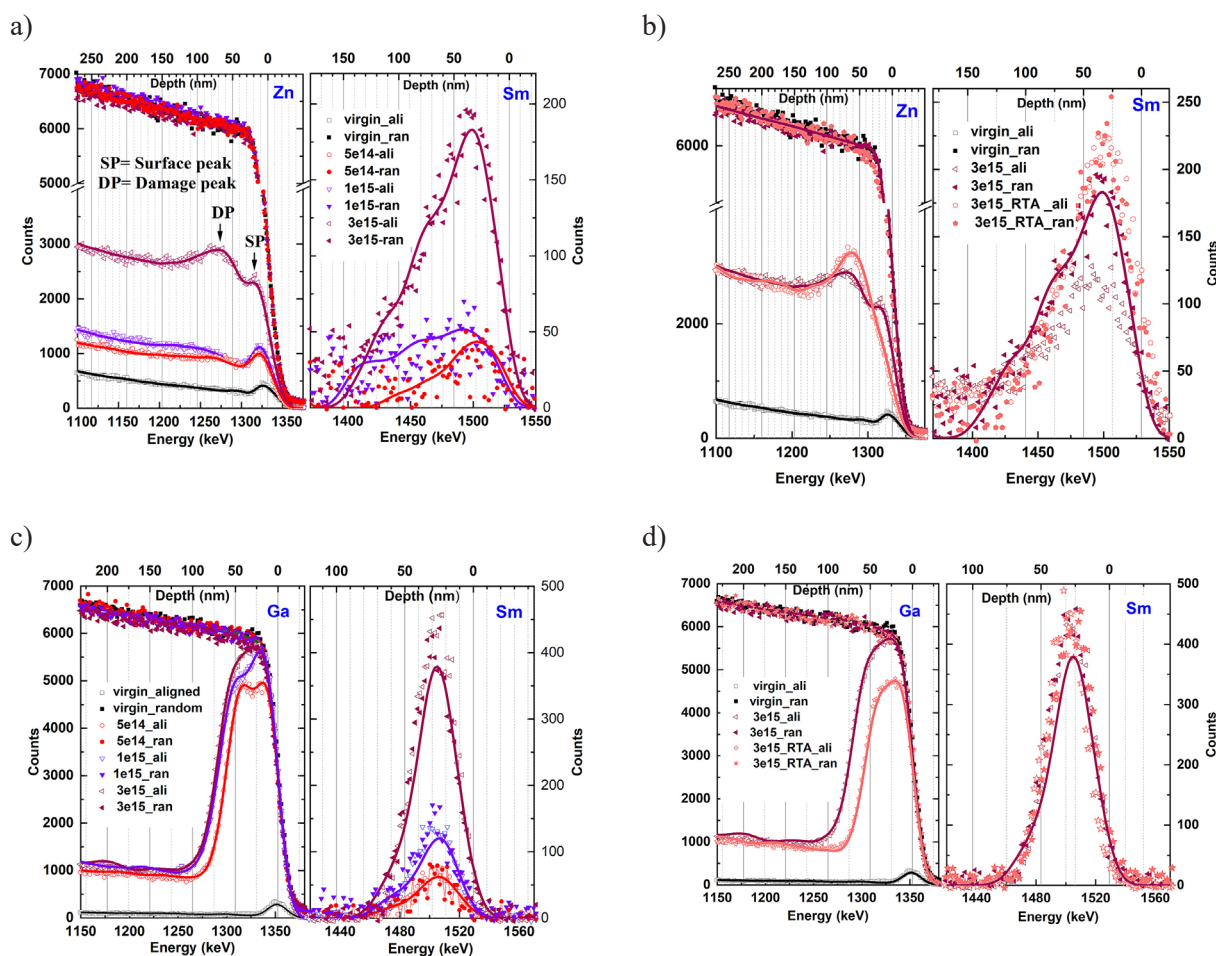 a)
250 200 150 100 50 0
Depth (nm)
Zn
7000
6000
5000
3000
2000
1000
0
Counts
SP= Surface peak
DP= Damage peak
DP
SP
1100 1150 1200 1250 1300 1350
Energy (keV)
150 100 50 0
Depth (nm)
Sm
virgin_ali
virgin_ran
5e14-ali
5e14-ran
1e15-ali
1e15-ran
3e15-ali
3e15-ran
200
150
100
50
0
Counts
1400 1450 1500 1550
Energy (keV)
b)
250 200 150 100 50 0
Depth (nm)
Zn
6000
2000
0
Counts
1100 1200 1300
Energy (keV)
150 100 50 0
Depth (nm)
Sm
virgin_ali
virgin_ran
3e15_ali
3e15_ran
3e15_RTA _ali
3e15_RTA_ran
250
200
150
100
50
0
Counts
1400 1450 1500 1550
Energy (keV)
c)
200 150 100 50 0
Depth (nm)
Ga
7000
6000
5000
4000
3000
2000
1000
0
Counts
virgin_aligned
virgin_random
5e14_ali
5e14_ran
1e15_ali
1e15_ran
3e15_ali
3e15_ran
1150 1200 1250 1300 1350
Energy (keV)
100 50 0
Depth (nm)
Sm
500
400
300
200
100
0
Counts
1440 1480 1520 1560
Energy (keV)
d)
200 150 100 50 0
Depth (nm)
Ga
7000
6000
5000
4000
3000
2000
1000
0
Counts
virgin_ali
virgin_ran
3e15_ali
3e15_ran
3e15_RTA_ali
3e15_RTA_ran
1150 1200 1250 1300 1350
Energy (keV)
100 50 0
Depth (nm)
Sm
500
400
300
200
100
0
Counts
1440 1480 1520 1560
Energy (keV)